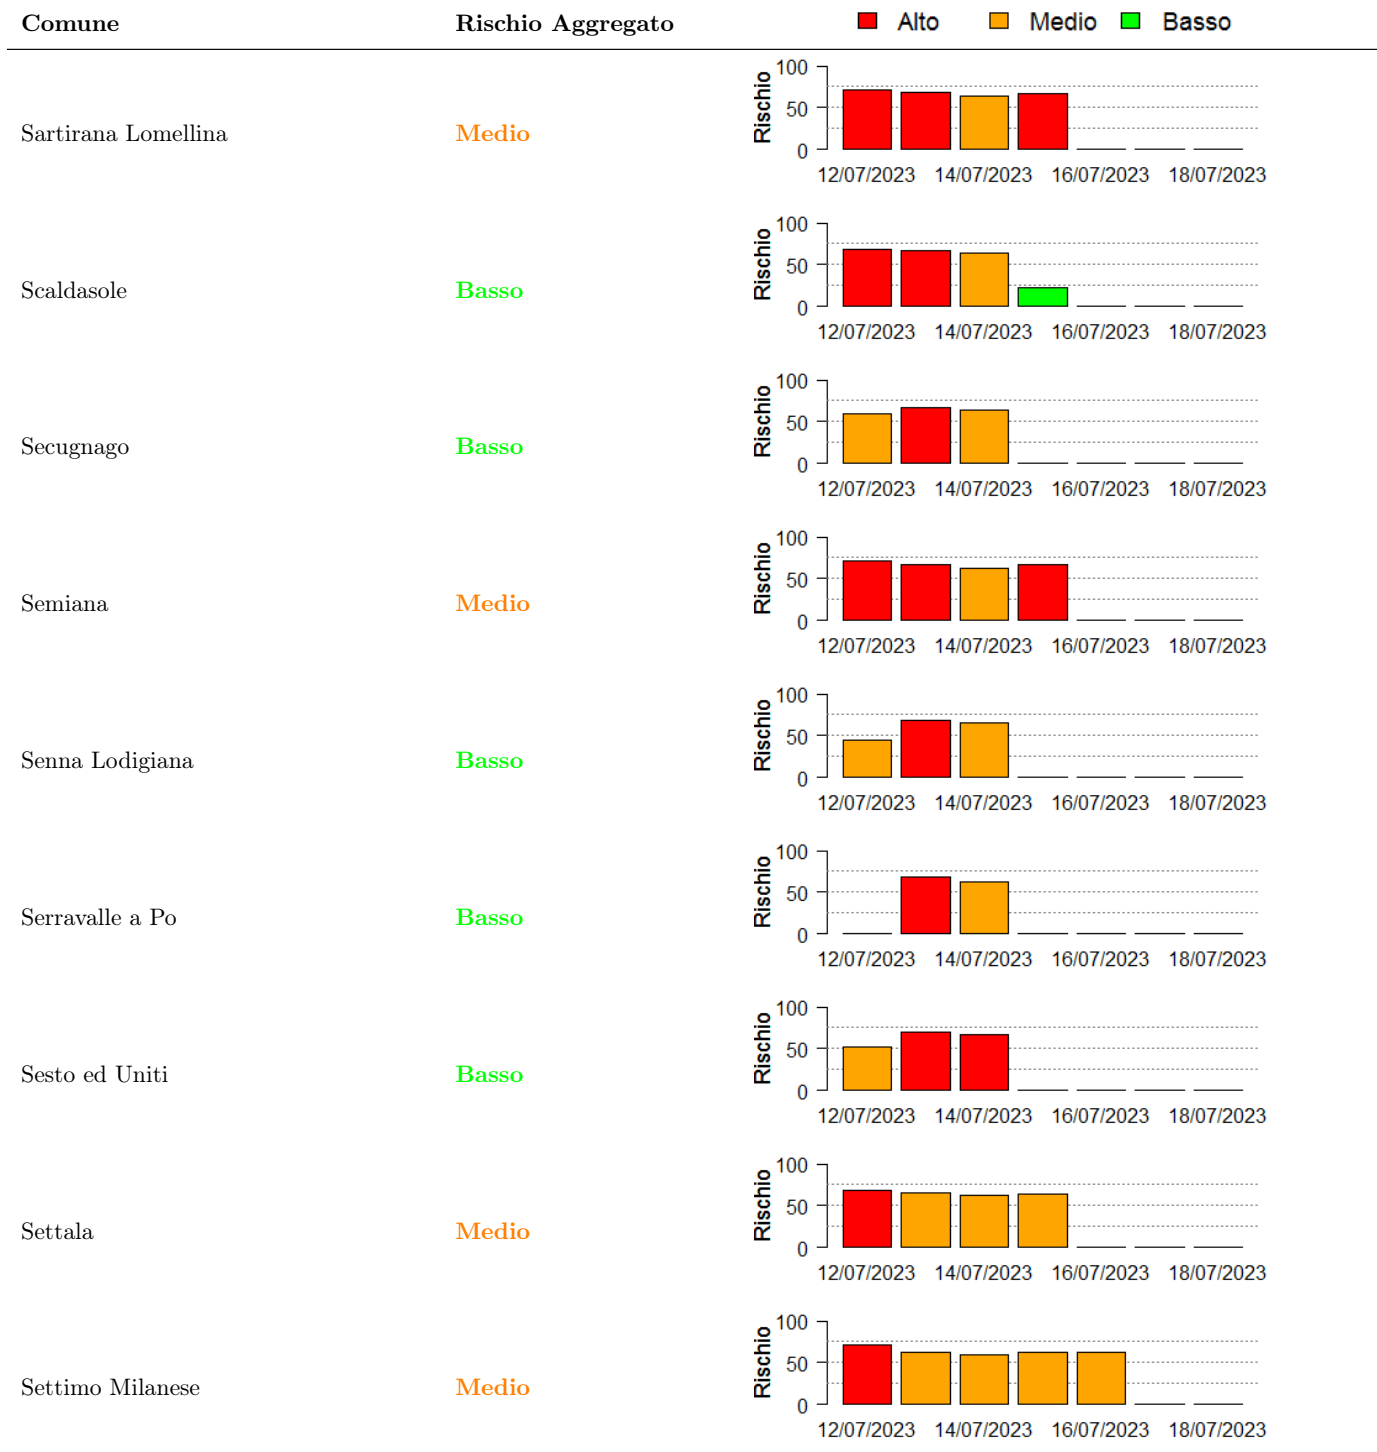 Comune Rischio Aggregato Alto Medio Basso
Sartirana Lomellina Medio Rischio 100 50 0
12/07/2023 14/07/2023 16/07/2023 18/07/2023
Scaldasole Basso Rischio 100 50 0
12/07/2023 14/07/2023 16/07/2023 18/07/2023
Secugnago Basso Rischio 100 50 0
12/07/2023 14/07/2023 16/07/2023 18/07/2023
Semiana Medio Rischio 100 50 0
12/07/2023 14/07/2023 16/07/2023 18/07/2023
Senna Lodigiana Basso Rischio 100 50 0
12/07/2023 14/07/2023 16/07/2023 18/07/2023
Serravalle a Po Basso Rischio 100 50 0
12/07/2023 14/07/2023 16/07/2023 18/07/2023
Sesto ed Uniti Basso Rischio 100 50 0
12/07/2023 14/07/2023 16/07/2023 18/07/2023
Settala Medio Rischio 100 50 0
12/07/2023 14/07/2023 16/07/2023 18/07/2023
Settimo Milanese Medio Rischio 100 50 0
12/07/2023 14/07/2023 16/07/2023 18/07/2023